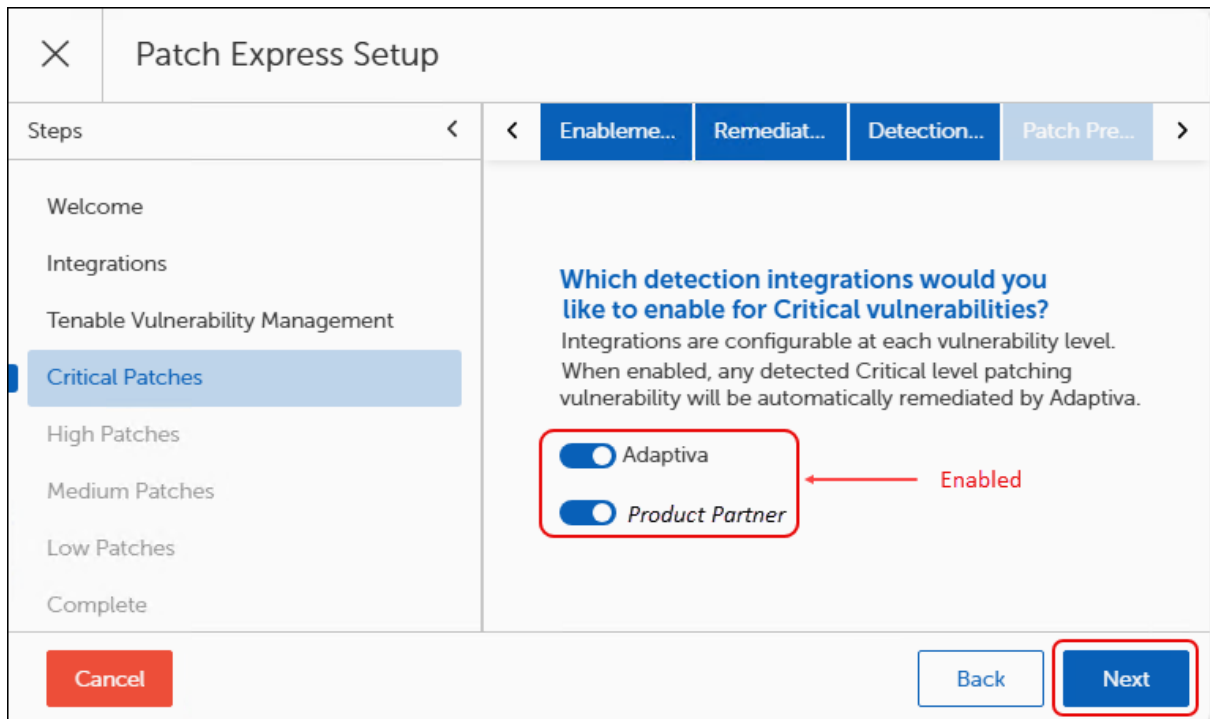 Patch Express Setup
Steps
Enableme...
Remediat...
Detection...
Patch Pre...
Welcome
Integrations
Tenable Vulnerability Management
Critical Patches
High Patches
Medium Patches
Low Patches
Complete
Which detection integrations would you
like to enable for Critical vulnerabilities?
Integrations are configurable at each vulnerability level.
When enabled, any detected Critical level patching
vulnerability will be automatically remediated by Adaptiva.
Adaptiva
Enabled
Product Partner
Cancel
Back
Next